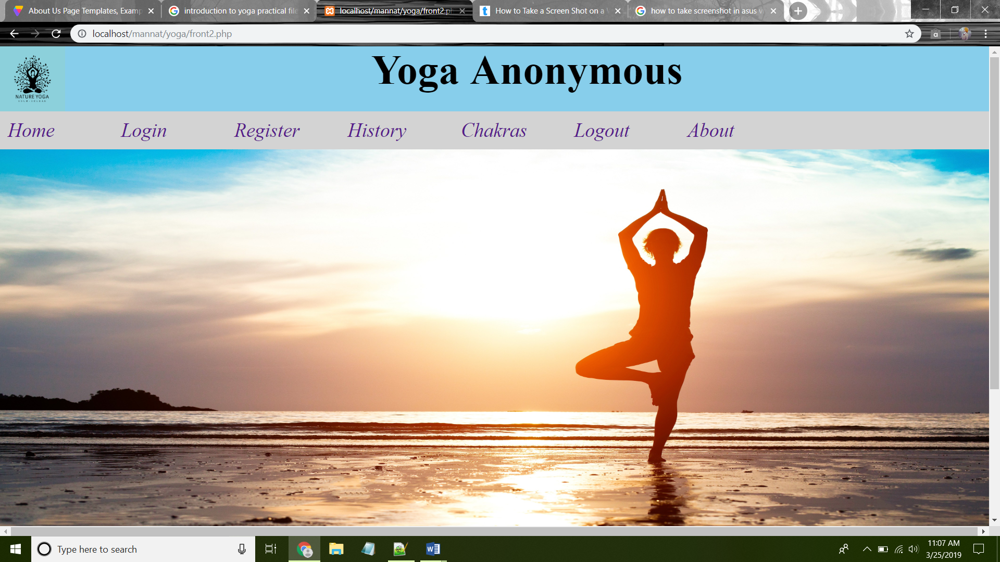 About Us Page Templates, Examp
introduction to yoga practical file
localhost/mannat/yoga/front2.ph
How to Take a Screen Shot on a
how to take screenshot in asus v
localhost/mannat/yoga/front2.php
a
Yoga Anonymous
NATURE YOGA
Home Login Register History Chakras Logout About
Type here to search
11:07 AM
3/25/2019